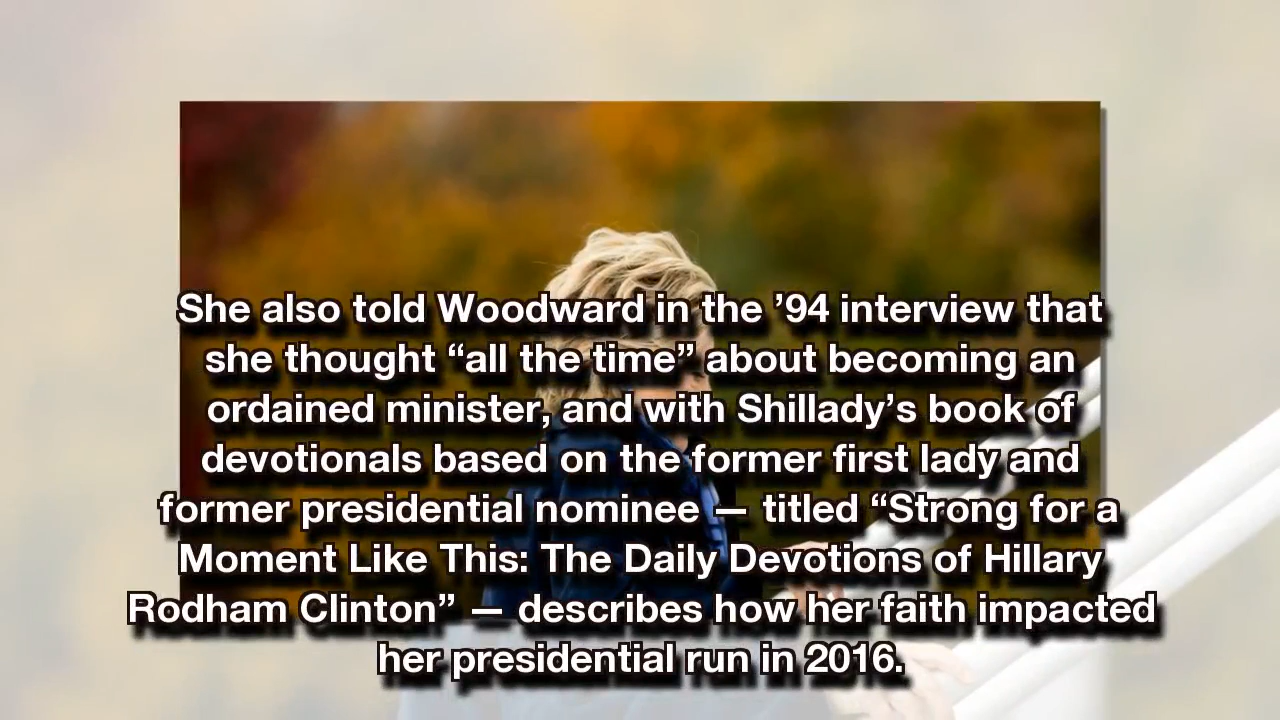 She also told Woodward in the ’94 interview that
she thought “all the time” about becoming an
ordained minister, and with Shillady’s book of
devotionals based on the former first lady and
former presidential nominee — titled “Strong for a
Moment Like This: The Daily Devotions of Hillary
Rodham Clinton” — describes how her faith impacted
her presidential run in 2016.